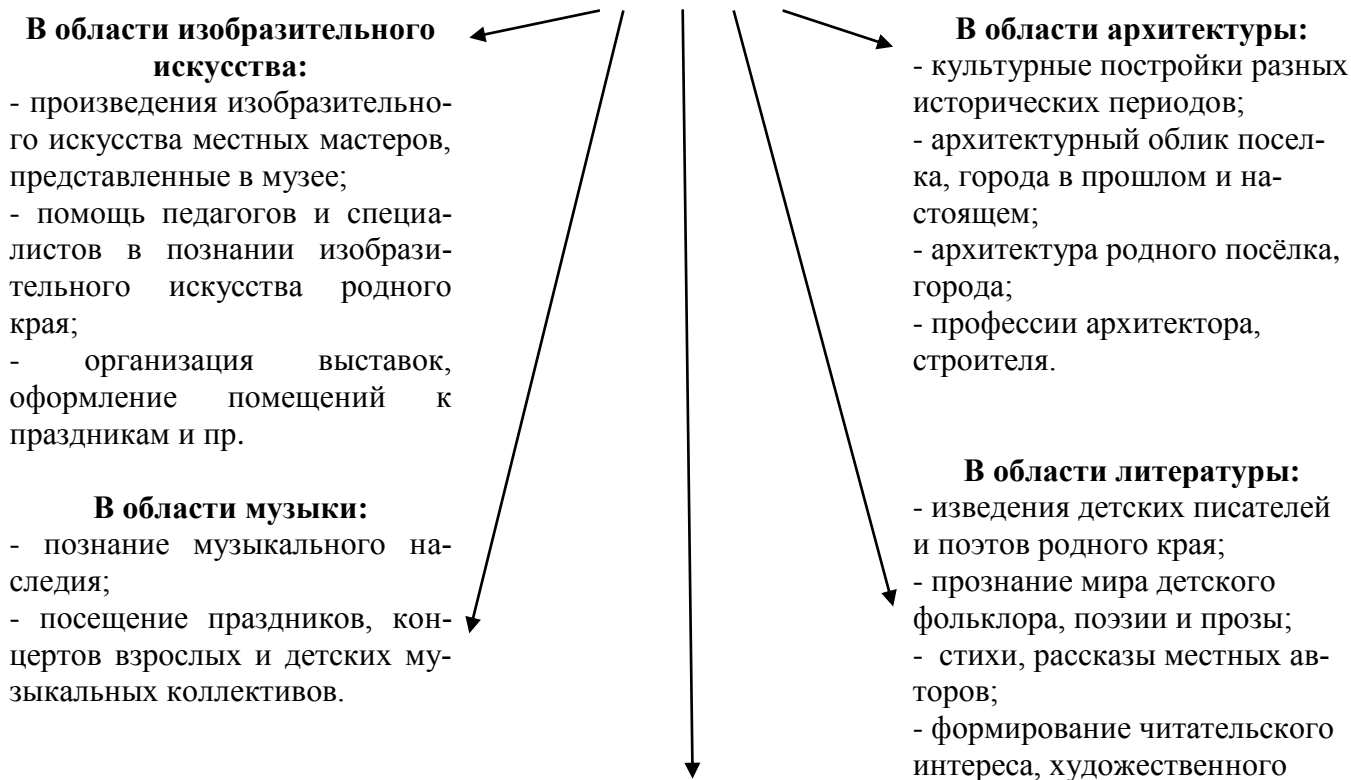 В области изобразительного
искусства:
- произведения изобразительно-
го искусства местных мастеров,
представленные в музее;
- помощь педагогов и специа-
листов в познании изобрази-
тельного искусства родного
края;
- организация выставок,
оформление помещений к
праздникам и пр.
В области музыки:
- познание музыкального на-
следия;
- посещение праздников, кон-
цертов взрослых и детских му-
зыкальных коллективов.
В области архитектуры:
- культурные постройки разных
исторических периодов;
- архитектурный облик посел-
ка, города в прошлом и на-
стоящем;
- архитектура родного посёлка,
города;
- профессии архитектора,
строителя.
В области литературы:
- изведения детских писателей
и поэтов родного края;
- прознание мира детского
фольклора, поэзии и прозы;
- стихи, рассказы местных ав-
торов;
- формирование читательского
интереса, художественного